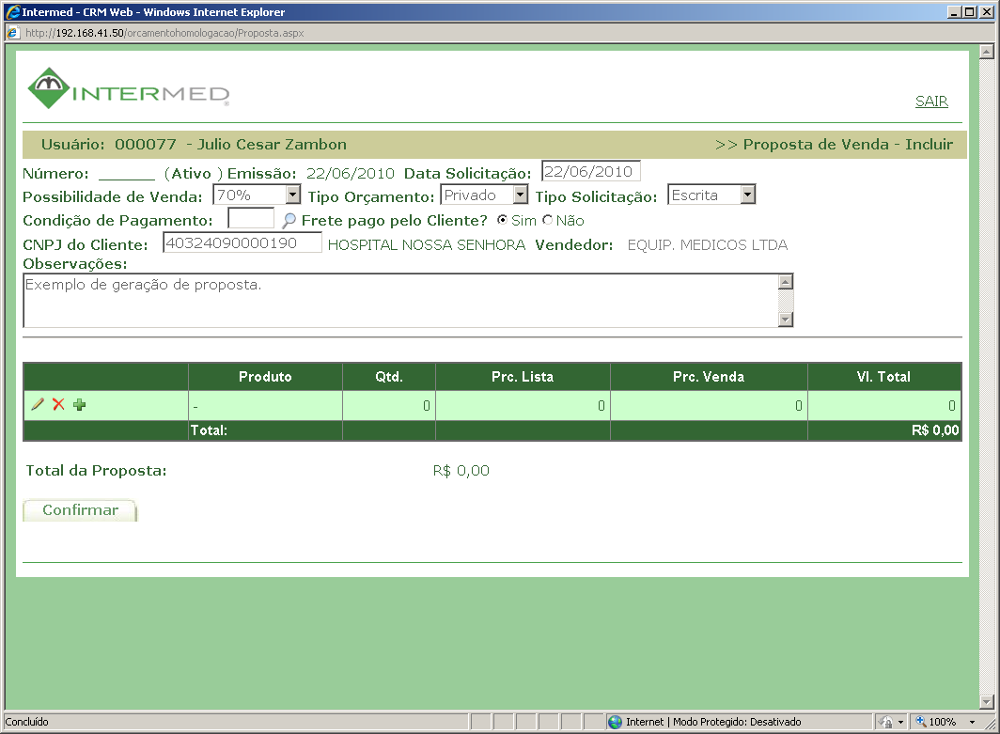 Intermed - CRM Web - Windows Internet Explorer
http://192.168.41.50/orcamentohomologacao/Proposta.aspx
INTERMED®
SAIR
Usuário: 000077 - Julio Cesar Zambon >> Proposta de Venda - Incluir
Número: ______ (Ativo ) Emissão: 22/06/2010 Data Solicitação: 22/06/2010
Possibilidade de Venda: 70% Tipo Orçamento: Privado Tipo Solicitação: Escrita
Condição de Pagamento: Frete pago pelo Cliente? Sim Não
CNPJ do Cliente: 40324090000190 HOSPITAL NOSSA SENHORA Vendedor: EQUIP. MEDICOS LTDA
Observações:
Exemplo de geração de proposta.
Produto Qtd. Prc. Lista Prc. Venda Vl. Total
- 0 0 0 0
Total: R$ 0,00
Total da Proposta: R$ 0,00
Confirmar
Concluído Internet | Modo Protegido: Desativado 100%